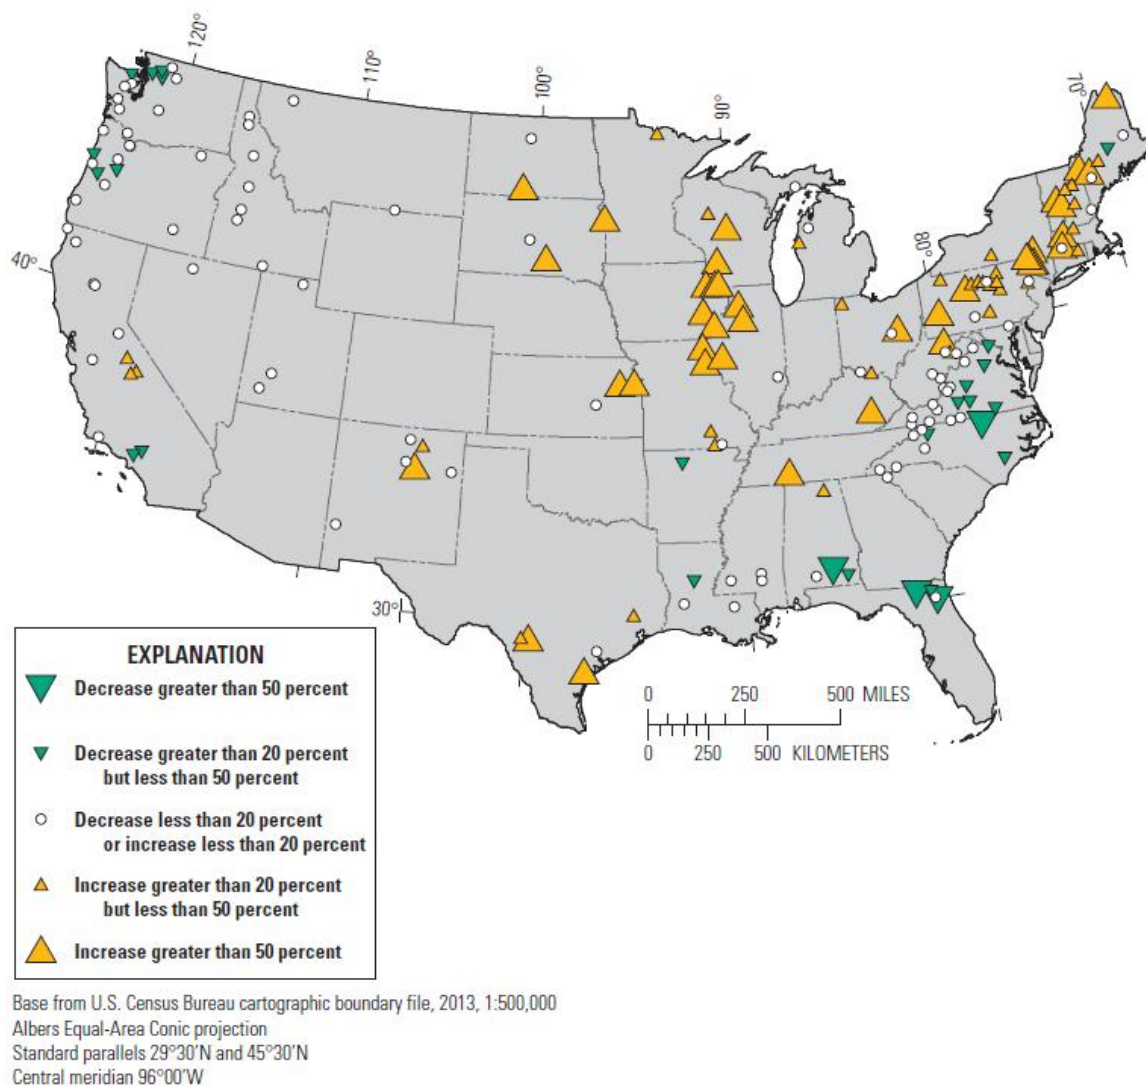 120°
110°
100°
90°
70°
80°
40°
30°
EXPLANATION
Decrease greater than 50 percent
Decrease greater than 20 percent
but less than 50 percent
Decrease less than 20 percent
or increase less than 20 percent
Increase greater than 20 percent
but less than 50 percent
Increase greater than 50 percent
0 250 500 MILES
0 250 500 KILOMETERS
Base from U.S. Census Bureau cartographic boundary file, 2013, 1:500,000
Albers Equal-Area Conic projection
Standard parallels 29°30'N and 45°30'N
Central meridian 96°00'W